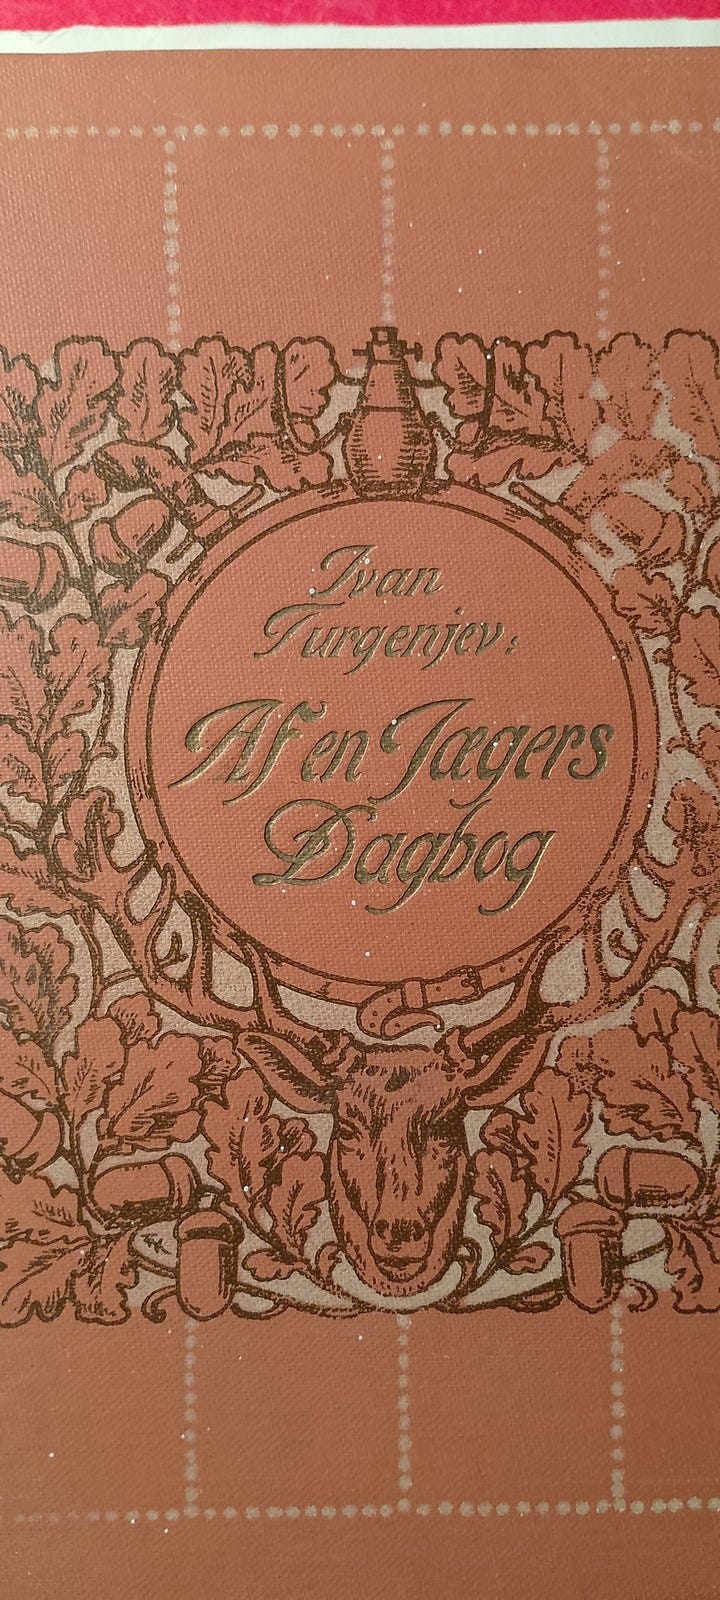 Ivan
Turgenjev:
Af en Jægers
Dagbog